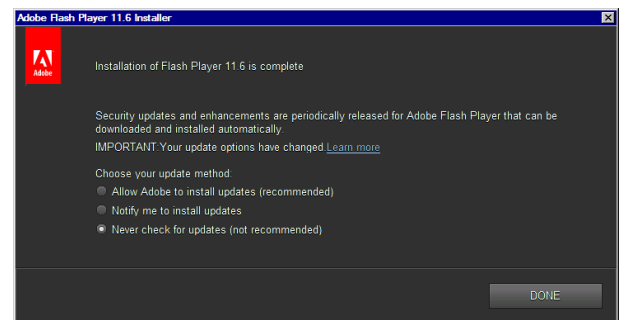 Adobe Flash Player 11.6 Installer
Adobe
Installation of Flash Player 11.6 is complete
Security updates and enhancements are periodically released for Adobe Flash Player that can be
downloaded and installed automatically.
IMPORTANT:Your update options have changed.Learn more
Choose your update method:
Allow Adobe to install updates (recommended)
Notify me to install updates
Never check for updates (not recommended)
DONE